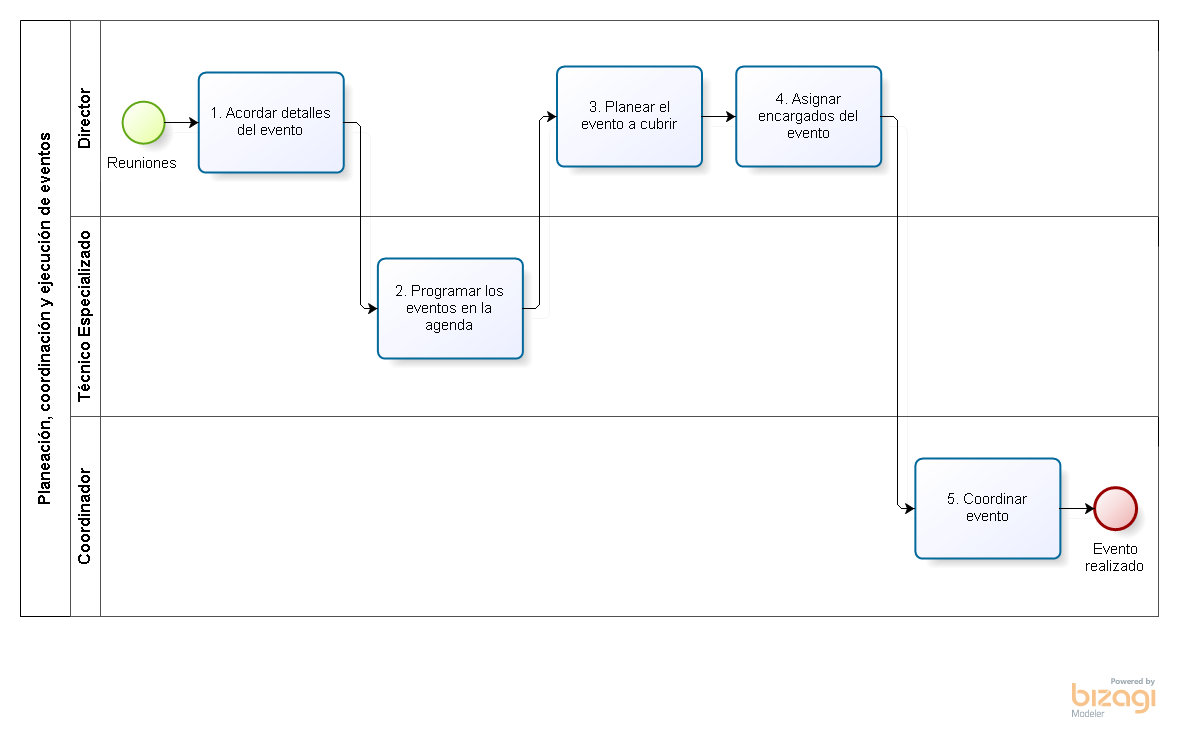 Planeación, coordinación y ejecución de eventos
Director
Reuniones
1. Acordar detalles
del evento
3. Planear el
evento a cubrir
4. Asignar
encargados del
evento
Técnico Especializado
2. Programar los
eventos en la
agenda
Coordinador
5. Coordinar
evento
Evento
realizado
Powered by
bizagi
Modeler